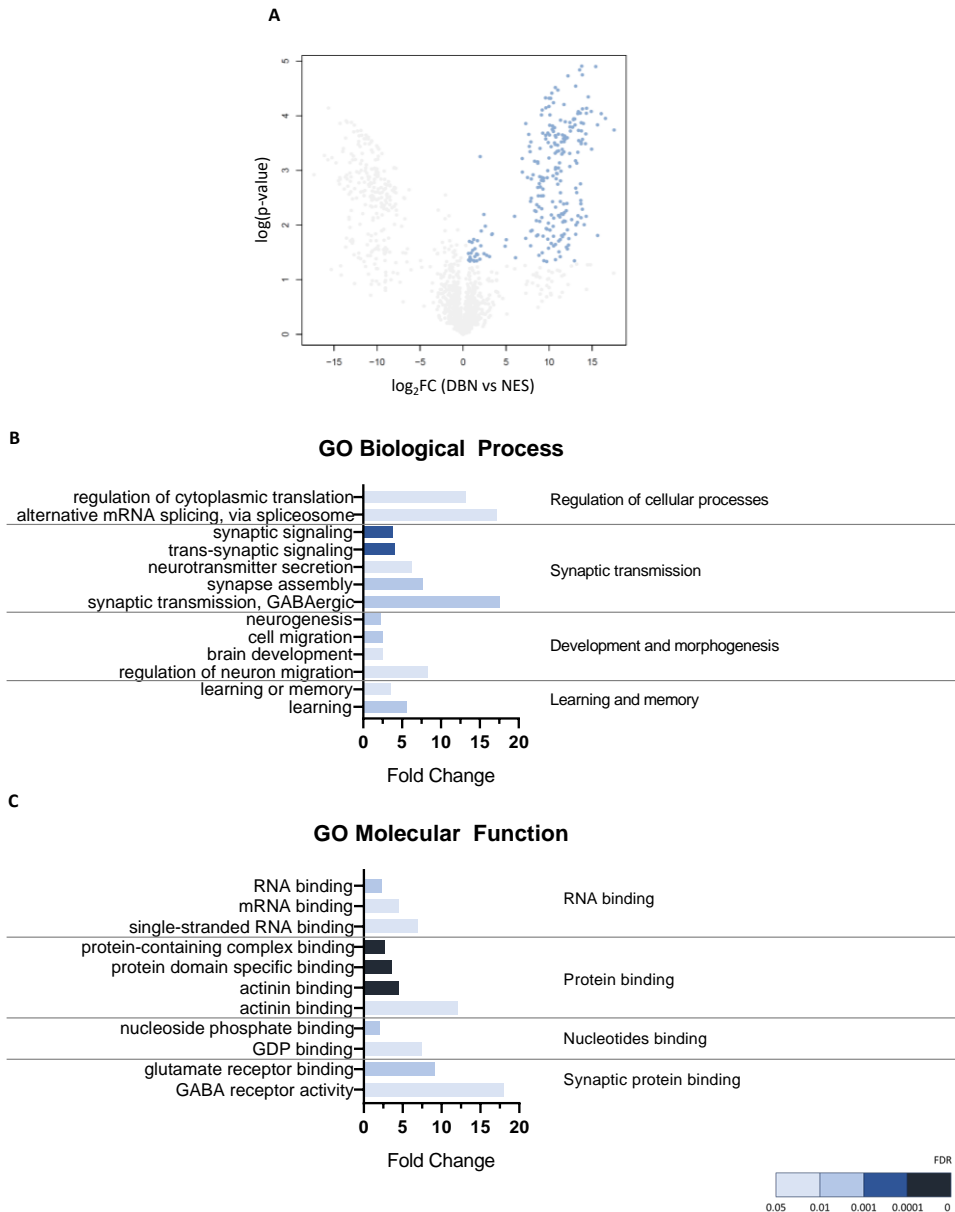 A
5
4
3
2
1
0
log(p-value)
−15 −10 −5 0 5 10 15
log2FC (DBN vs NES)
B
GO Biological Process
regulation of cytoplasmic translation
alternative mRNA splicing, via spliceosome
Regulation of cellular processes
synaptic signaling
trans-synaptic signaling
neurotransmitter secretion
synapse assembly
synaptic transmission, GABAergic
Synaptic transmission
neurogenesis
cell migration
brain development
regulation of neuron migration
Development and morphogenesis
learning or memory
learning
Learning and memory
0 5 10 15 20
Fold Change
C
GO Molecular Function
RNA binding
mRNA binding
single-stranded RNA binding
RNA binding
protein-containing complex binding
protein domain specific binding
actinin binding
actinin binding
Protein binding
nucleoside phosphate binding
GDP binding
Nucleotides binding
glutamate receptor binding
GABA receptor activity
Synaptic protein binding
0 5 10 15 20
Fold Change
FDR
0.05 0.01 0.001 0.0001 0